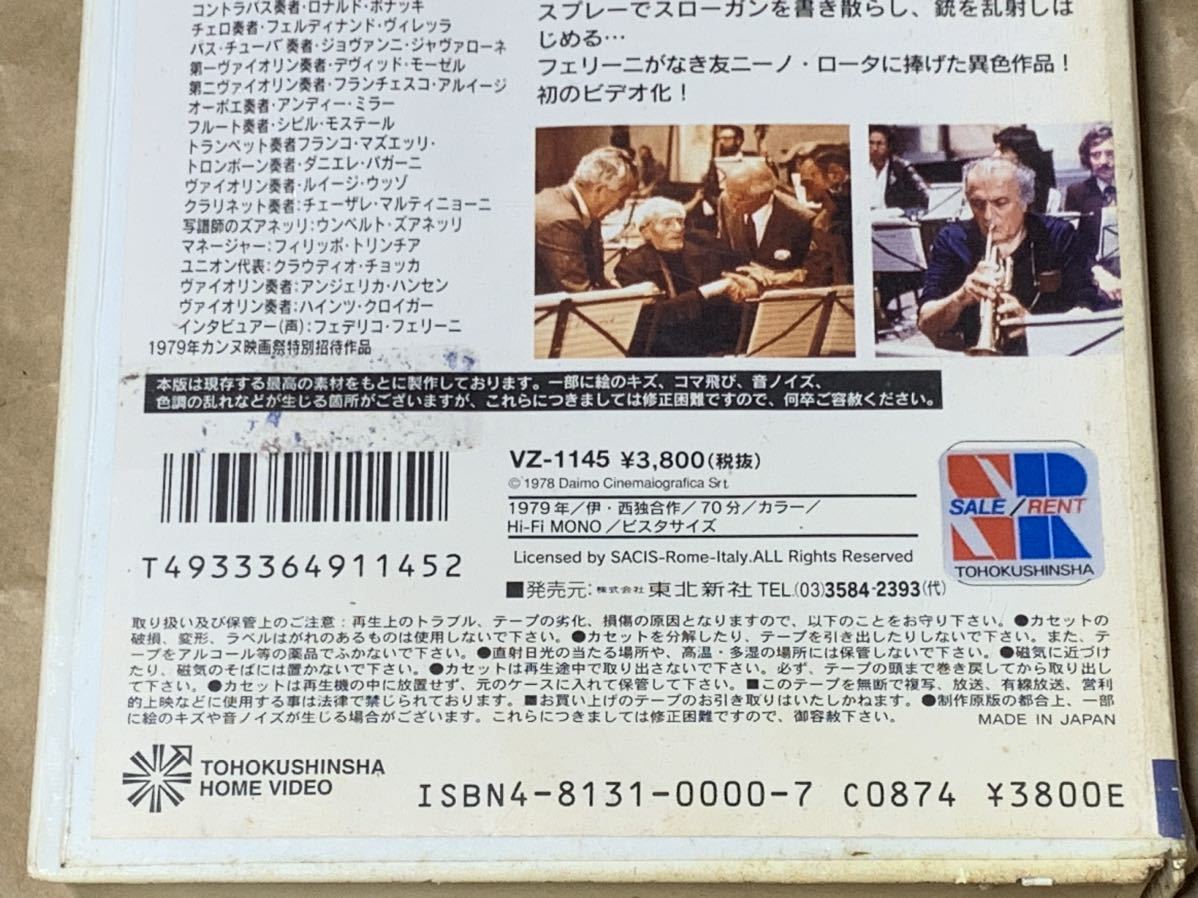 コントラバス奏者・ロナルド・ボナッキ
チェロ奏者・フェルディナンド・ヴィレッラ
バス・チューバ奏者・ジョヴァンニ・ジャヴァローネ
第一ヴァイオリン奏者・デヴィッド・モーゼル
第二ヴァイオリン奏者・フランチェスコ・アルイージ
オーボエ奏者・アンディー・ミラー
フルート奏者・シビル・モステール
トランペット奏者フランコ・マズエッリ・
トロンボーン奏者・ダニエレ・パガーニ
ヴァイオリン奏者・ルイージ・ウッゾ
クラリネット奏者：チェーザレ・マルティニョーニ
写譜師のズアネッリ：ウンベルト・ズアネッリ
マネージャー：フィリッポ・トリンチア
ユニオン代表：クラウディオ・チョッカ
ヴァイオリン奏者：アンジェリカ・ハンセン
ヴァイオリン奏者：ハインツ・クロイガー
インタビュアー（声）：フェデリコ・フェリーニ
1979年カンヌ映画祭特別招待作品
スプレーでスローガンを書き散らし、銃を乱射しは
じめる…
フェリーニがなき友ニーノ・ロータに捧げた異色作品！
初のビデオ化！
本版は現存する最高の素材をもとに製作しております。一部に絵のキズ、コマ飛び、音ノイズ、
色調の乱れなどが生じる箇所がございますが、これらにつきましては修正困難ですので、何卒ご容赦ください。
T4933364911452
VZ-1145 ¥3,800（税抜）
©1978 Daimo Cinemaiografica Srt.
1979年／伊・西独合作／70分／カラー／
Hi-Fi MONO／ビスタサイズ
Licensed by SACIS-Rome-Italy.ALL Rights Reserved
■発売元：株式会社 東北新社 TEL(03)3584-2393(代)
SALE／RENT
TOHOKUSHINSHA
取り扱い及び保管上のご注意：再生上のトラブル、テープの劣化、損傷の原因となりますので、以下のことをお守り下さい。●カセットの
破損、変形、ラベルはがれのあるものは使用しないで下さい。●カセットを分解したり、テープを引き出したりしないで下さい。また、テ
ープをアルコール等の薬品でふかないで下さい。●直射日光の当たる場所や、高温・多湿の場所には保管しないで下さい。●磁気に近づけ
たり、磁気のそばには置かないで下さい。●カセットは再生途中で取り出さないで下さい。必ず、テープの頭まで巻き戻してから取り出し
て下さい。●カセットは再生機の中に放置せず、元のケースに入れて保管して下さい。■このテープを無断で複写、放送、有線放送、営利
的上映などに使用する事は法律で禁じられております。■お買い上げのテープのお引き取りはいたしかねます。●制作原版の都合上、一部
に絵のキズや音ノイズが生じる場合がございます。これらにつきましては修正困難ですので、御容赦下さい。
MADE IN JAPAN
TOHOKUSHINSHA
HOME VIDEO
ISBN4-8131-0000-7 C0874 ¥3800E